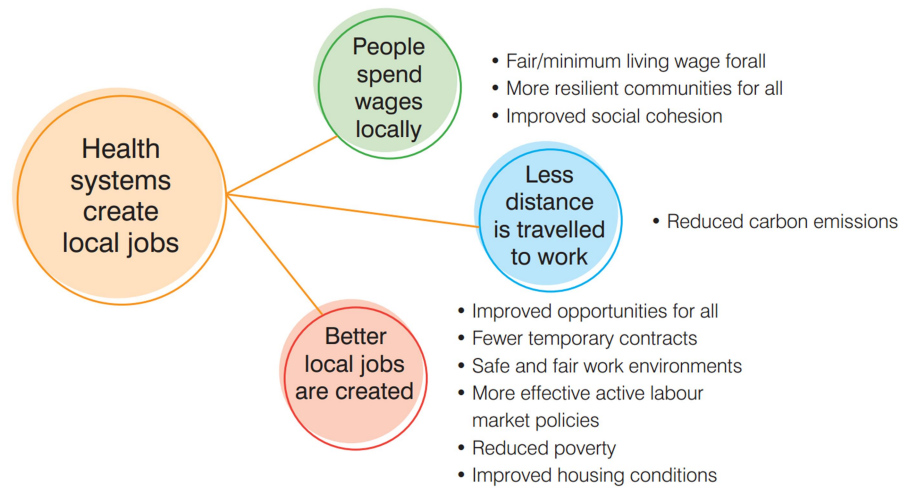 Health
systems
create
local jobs
People
spend
wages
locally
• Fair/minimum living wage forall
• More resilient communities for all
• Improved social cohesion
Less
distance
is travelled
to work
• Reduced carbon emissions
Better
local jobs
are created
• Improved opportunities for all
• Fewer temporary contracts
• Safe and fair work environments
• More effective active labour
market policies
• Reduced poverty
• Improved housing conditions